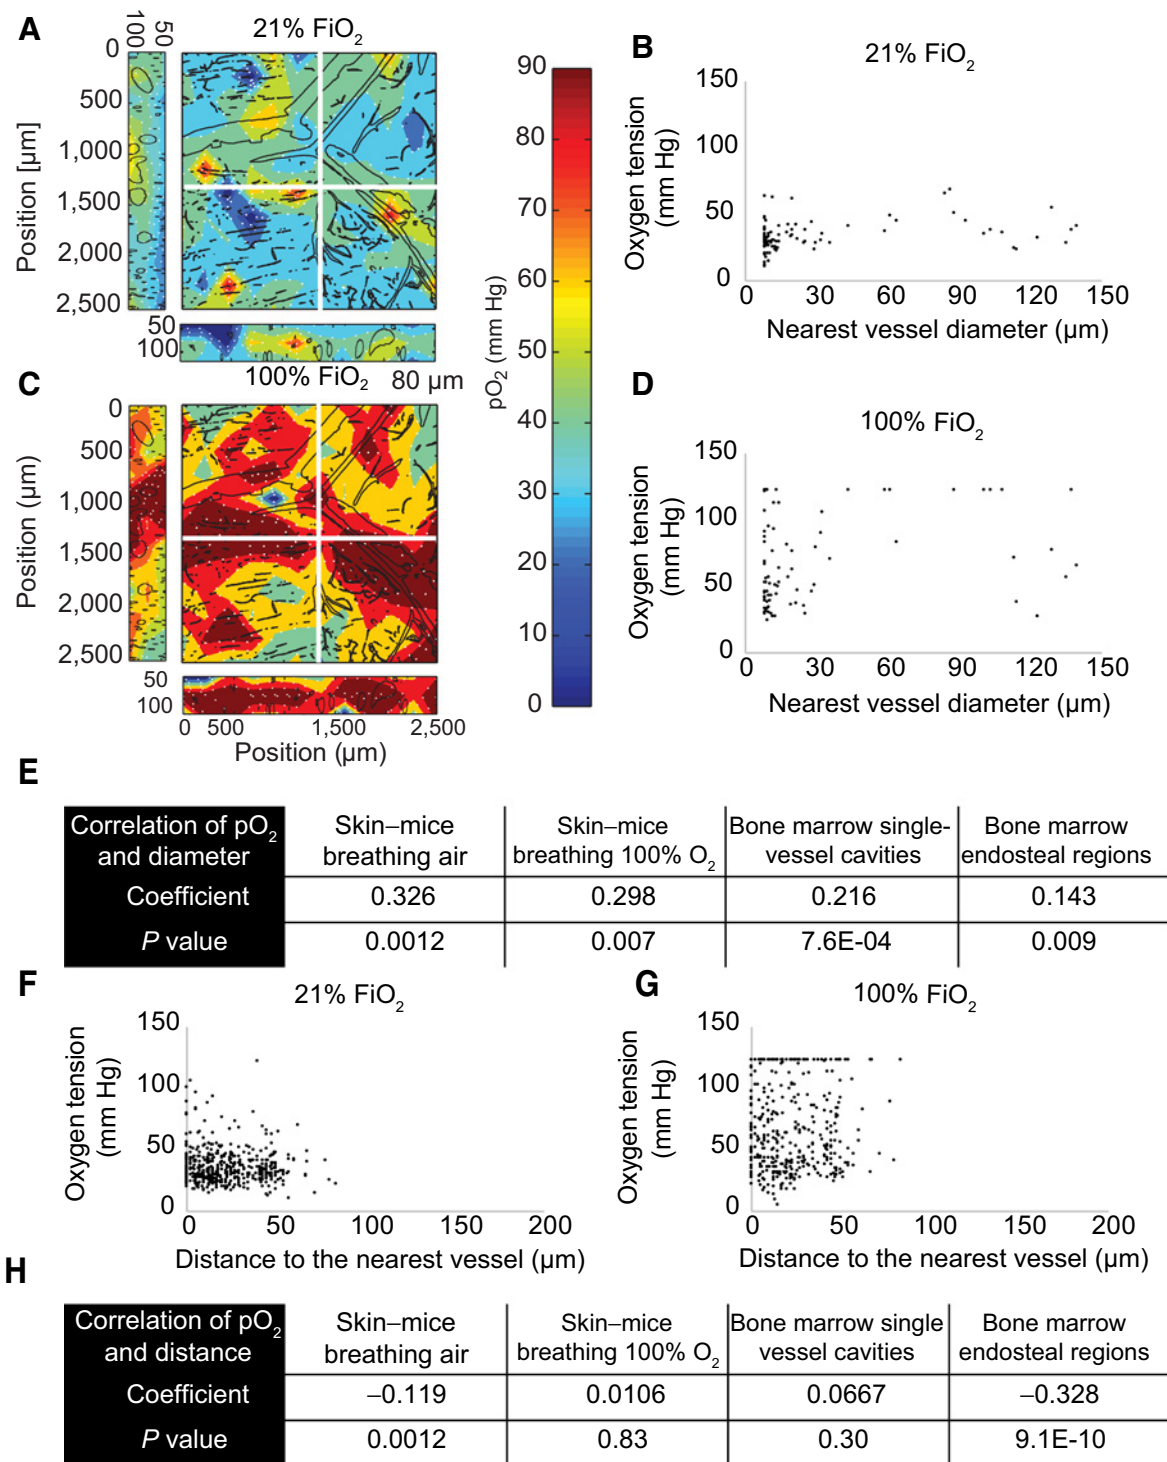 A
21% FiO2
100 50
0
500
1,000
1,500
2,000
2,500
Position [µm]
50
100
90
80
70
60
50
40
30
20
10
0
pO2 (mm Hg)
B
21% FiO2
150
100
50
0
Oxygen tension
(mm Hg)
0 30 60 90 120 150
Nearest vessel diameter (µm)
C
100% FiO2
80 µm
0
500
1,000
1,500
2,000
2,500
Position (µm)
50
100
0 500 1,500 2,500
Position (µm)
D
100% FiO2
150
100
50
0
Oxygen tension
(mm Hg)
0 30 60 90 120 150
Nearest vessel diameter (µm)
E
Correlation of pO2 and diameter
Skin–mice breathing air
Skin–mice breathing 100% O2
Bone marrow single-vessel cavities
Bone marrow endosteal regions
Coefficient 0.326 0.298 0.216 0.143
P value 0.0012 0.007 7.6E-04 0.009
F
21% FiO2
150
100
50
0
Oxygen tension
(mm Hg)
0 50 100 150 200
Distance to the nearest vessel (µm)
G
100% FiO2
150
100
50
0
Oxygen tension
(mm Hg)
0 50 100 150 200
Distance to the nearest vessel (µm)
H
Correlation of pO2 and distance
Skin–mice breathing air
Skin–mice breathing 100% O2
Bone marrow single vessel cavities
Bone marrow endosteal regions
Coefficient –0.119 0.0106 0.0667 –0.328
P value 0.0012 0.83 0.30 9.1E-10